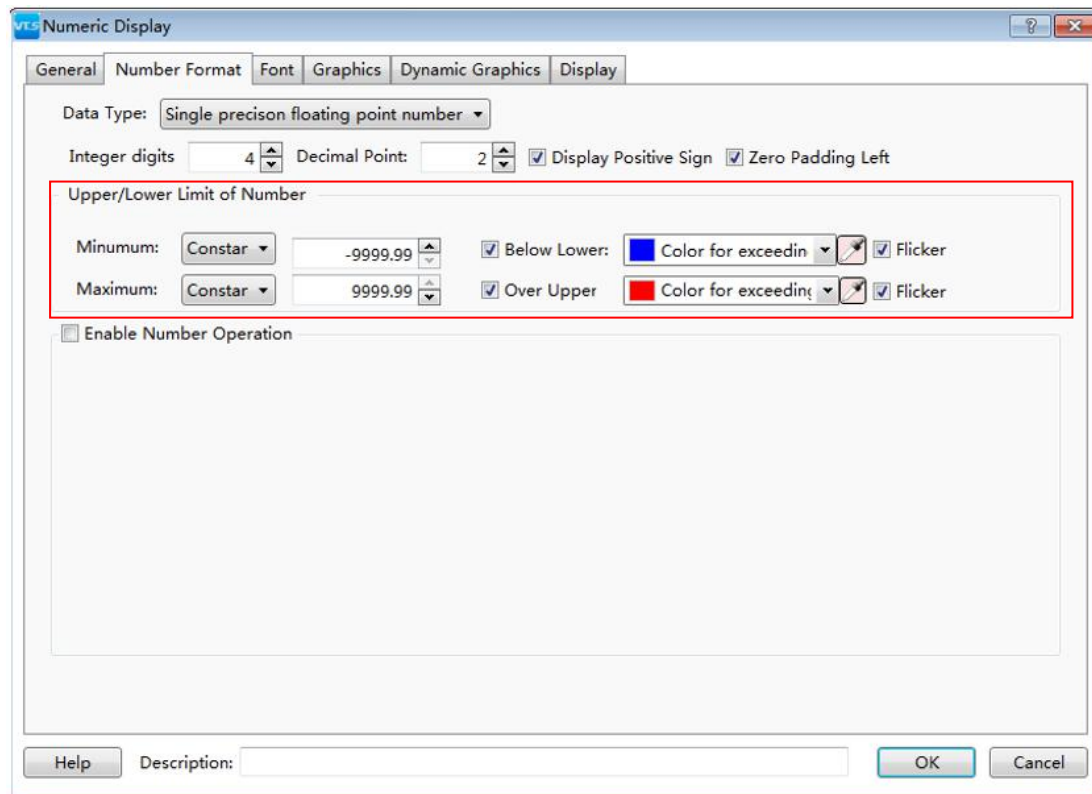 VTS Numeric Display
General Number Format Font Graphics Dynamic Graphics Display
Data Type: Single precison floating point number
Integer digits 4 Decimal Point: 2 Display Positive Sign Zero Padding Left
Upper/Lower Limit of Number
Minumum: Constar -9999.99 Below Lower: Color for exceedin Flicker
Maximum: Constar 9999.99 Over Upper Color for exceeding Flicker
Enable Number Operation
Help Description: OK Cancel